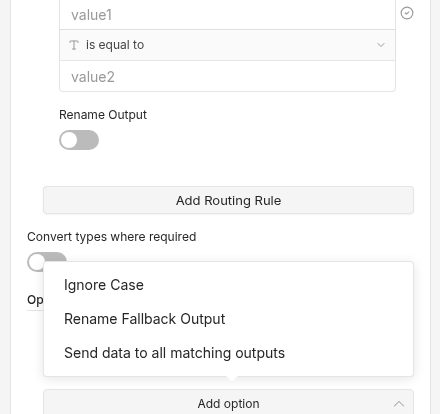 value1
T is equal to
value2
Rename Output
Add Routing Rule
Convert types where required
Op
Ignore Case
Rename Fallback Output
Send data to all matching outputs
Add option